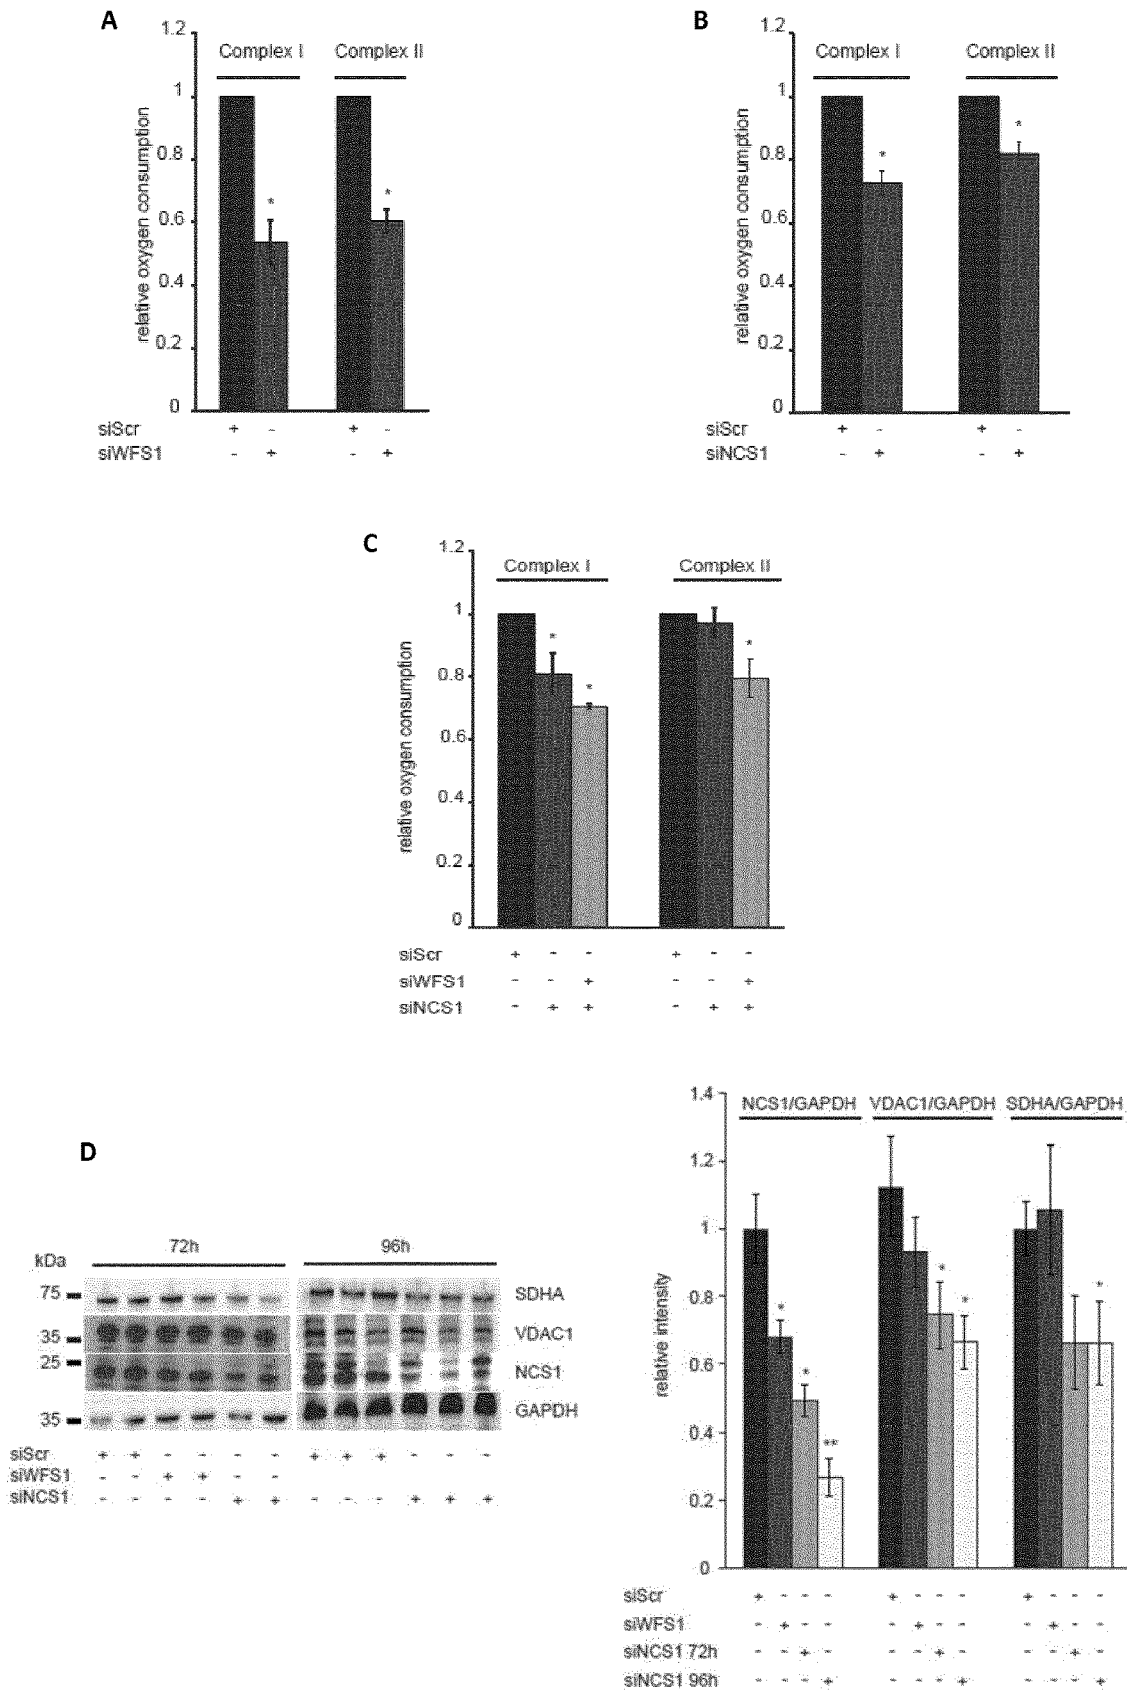 A
1.2
1
0.8
0.6
0.4
0.2
0
relative oxygen consumption
Complex I
Complex II
*
*
siScr + - + -
siWFS1 - + - +
B
1.2
1
0.8
0.6
0.4
0.2
0
relative oxygen consumption
Complex I
Complex II
*
*
siScr + - + -
siNCS1 - + - +
C
1.2
1
0.8
0.6
0.4
0.2
0
relative oxygen consumption
Complex I
Complex II
*
*
*
siScr + - - + - -
siWFS1 - - + - - +
siNCS1 - + + - + +
D
kDa
72h
96h
75
SDHA
35
VDAC1
25
NCS1
35
GAPDH
siScr + + - - - - + + + - - -
siWFS1 - - + + - - - - - - - -
siNCS1 - - - - + + - - - + + +
1.4
1.2
1.0
0.8
0.6
0.4
0.2
0
relative intensity
NCS1/GAPDH
VDAC1/GAPDH
SDHA/GAPDH
*
*
**
*
*
*
siScr + - - - + - - - + - - -
siWFS1 - + - - - + - - - + - -
siNCS1 72h - - + - - - + - - - + -
siNCS1 96h - - - + - - - + - - - +